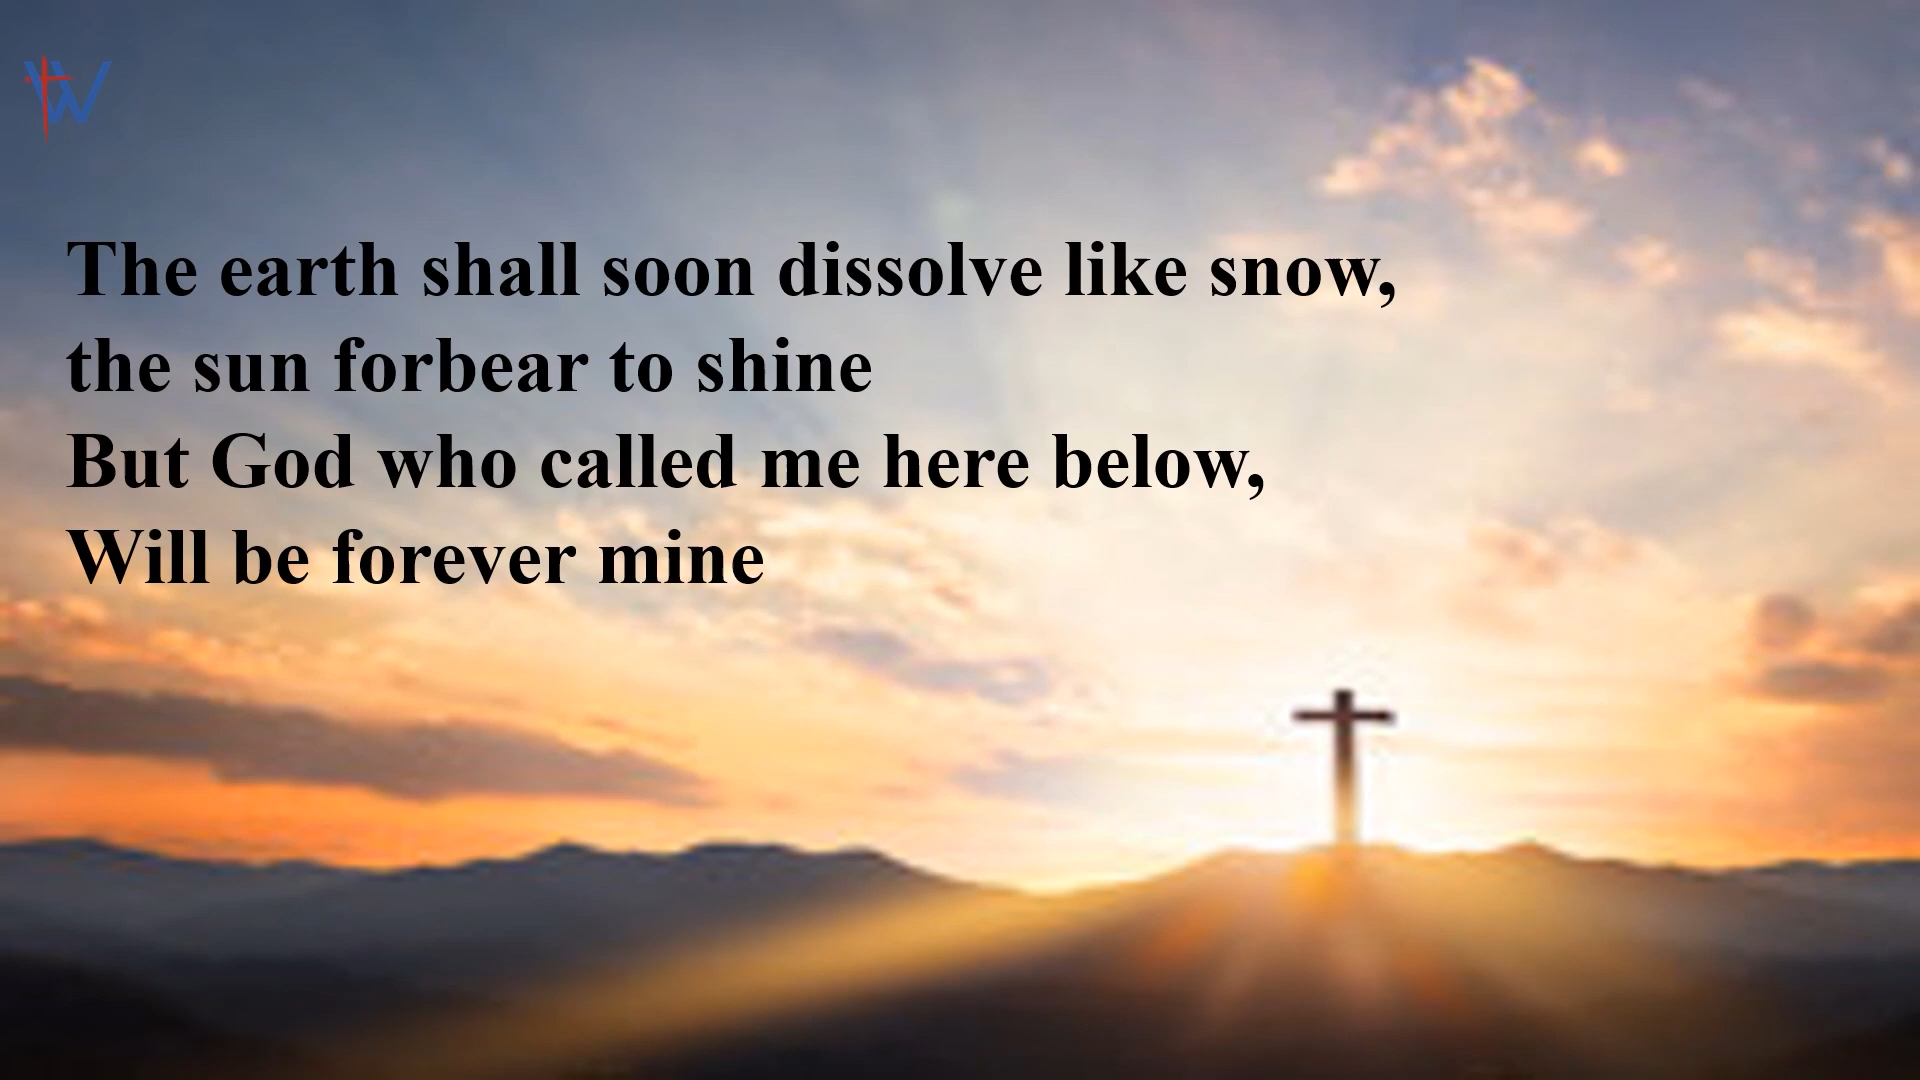 W
The earth shall soon dissolve like snow,
the sun forbear to shine
But God who called me here below,
Will be forever mine